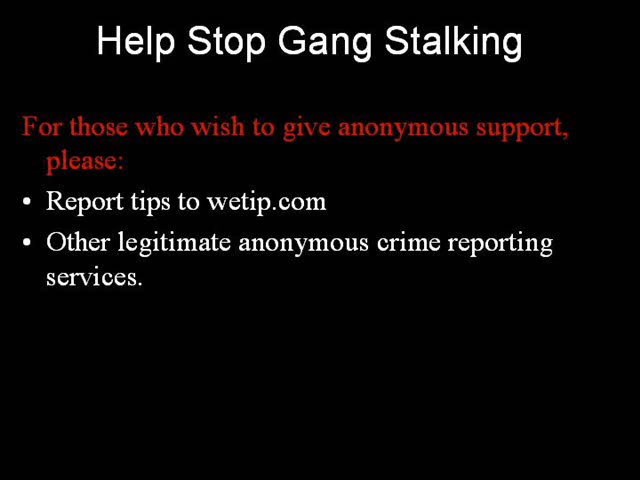 Help Stop Gang Stalking
For those who wish to give anonymous support,
please:
• Report tips to wetip.com
• Other legitimate anonymous crime reporting
services.